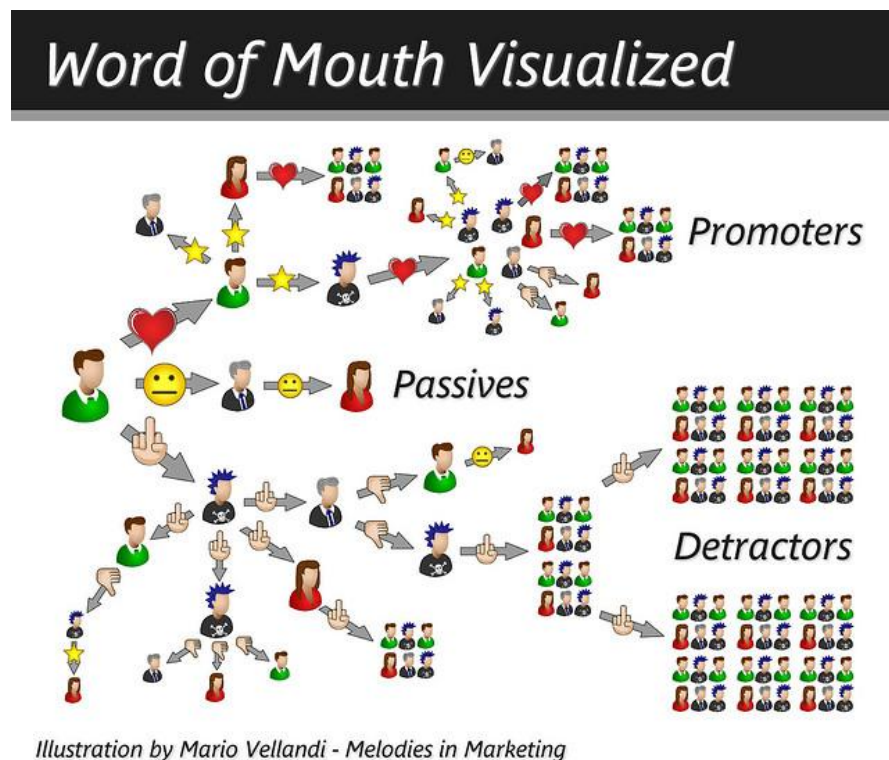 Word of Mouth Visualized
Promoters
Passives
Detractors
Illustration by Mario Vellandi - Melodies in Marketing